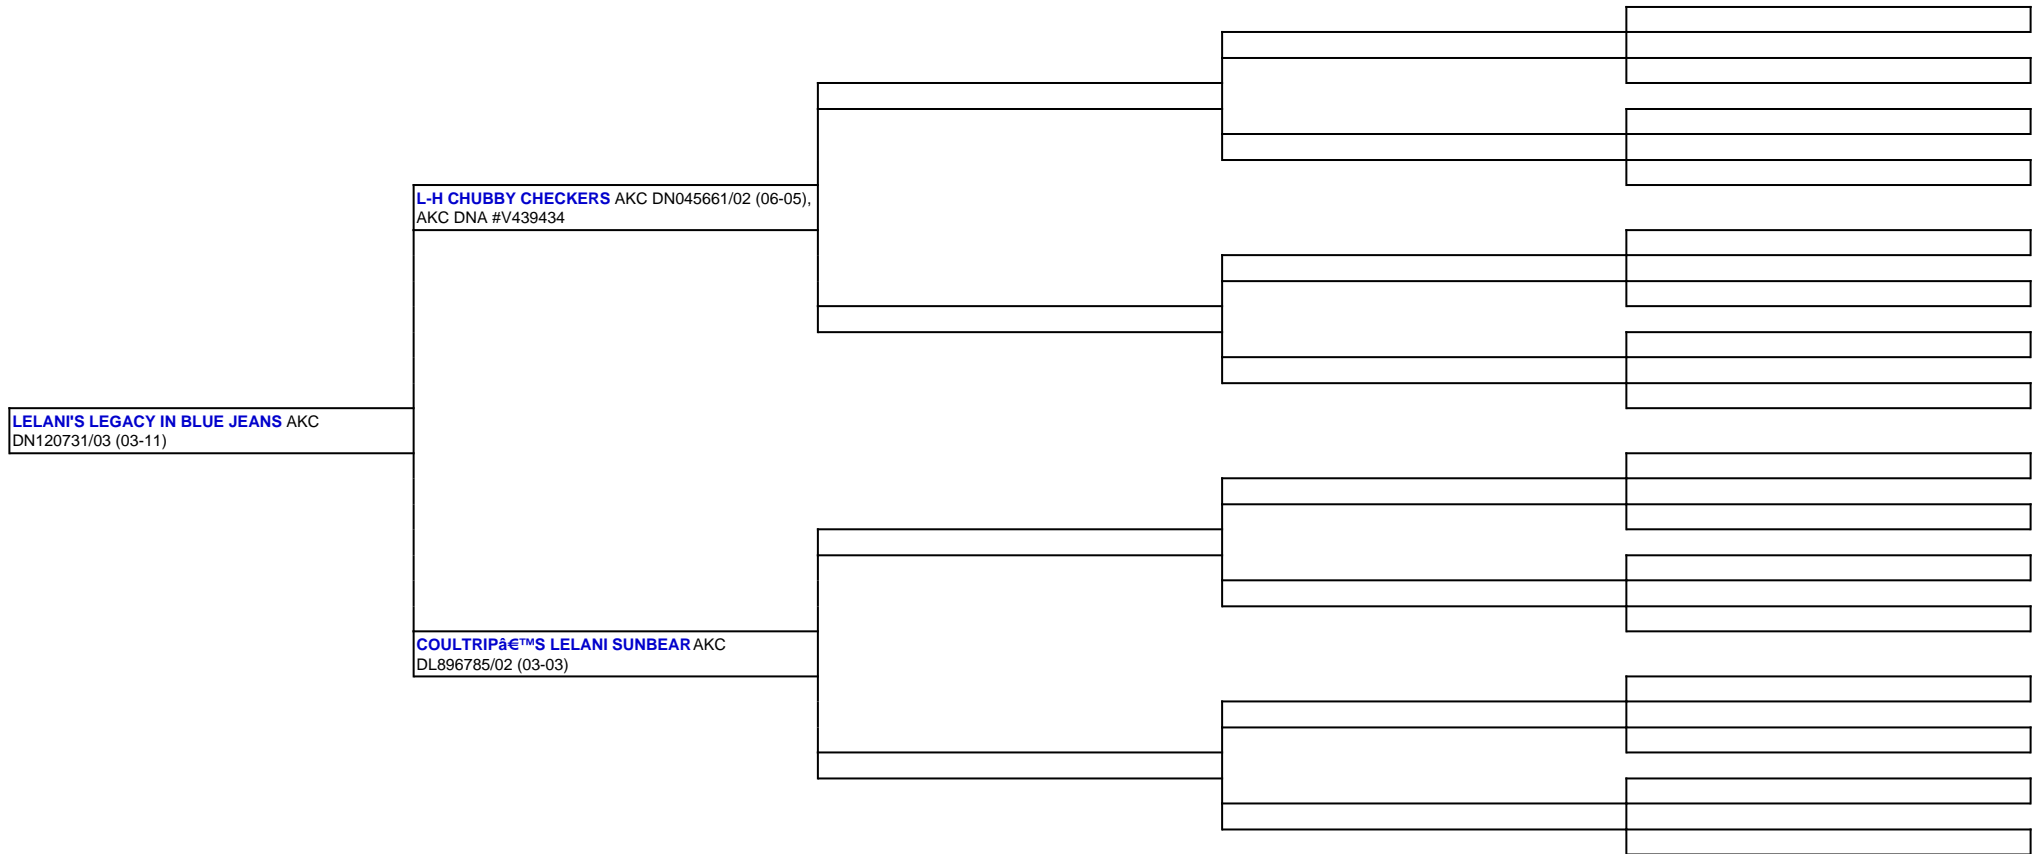 L-H CHUBBY CHECKERS AKC DN045661/02 (06-05),
AKC DNA #V439434
LELANI'S LEGACY IN BLUE JEANS AKC
DN120731/03 (03-11)
COULTRIPâ€™S LELANI SUNBEAR AKC
DL896785/02 (03-03)